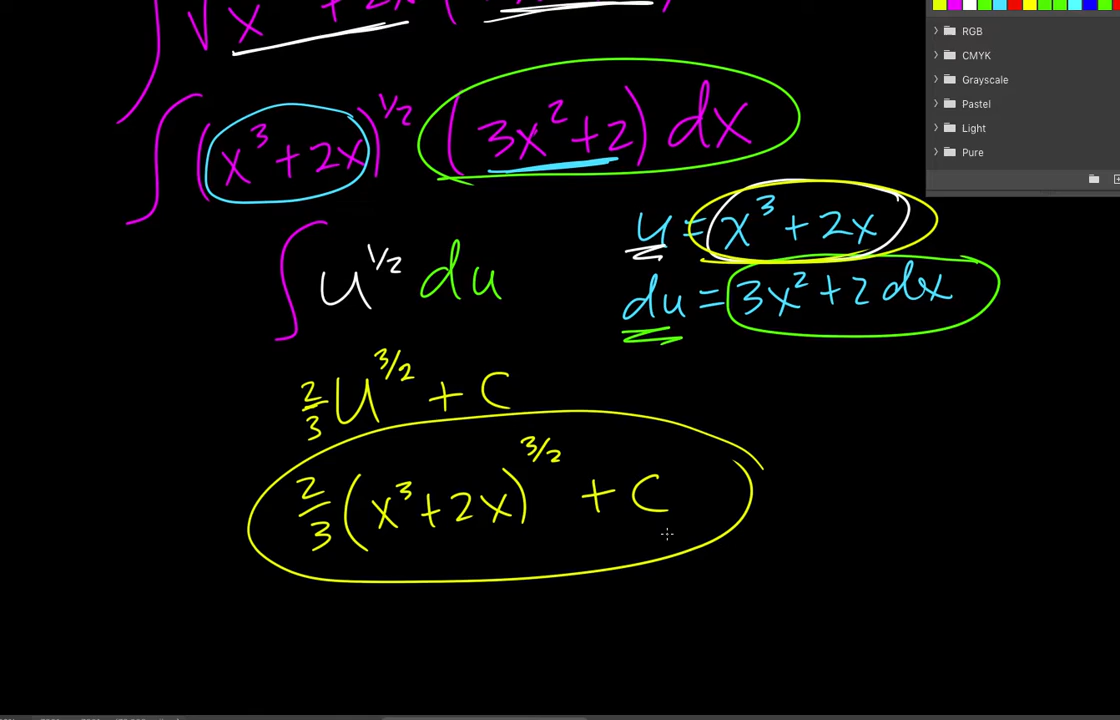 ∫(x³+2x)^1/2 (3x²+2) dx
u = x³+2x
∫ u^1/2 du
du = 3x²+2 dx
2/3 u^3/2 + C
2/3 (x³+2x)^3/2 + C
RGB
CMYK
Grayscale
Pastel
Light
Pure